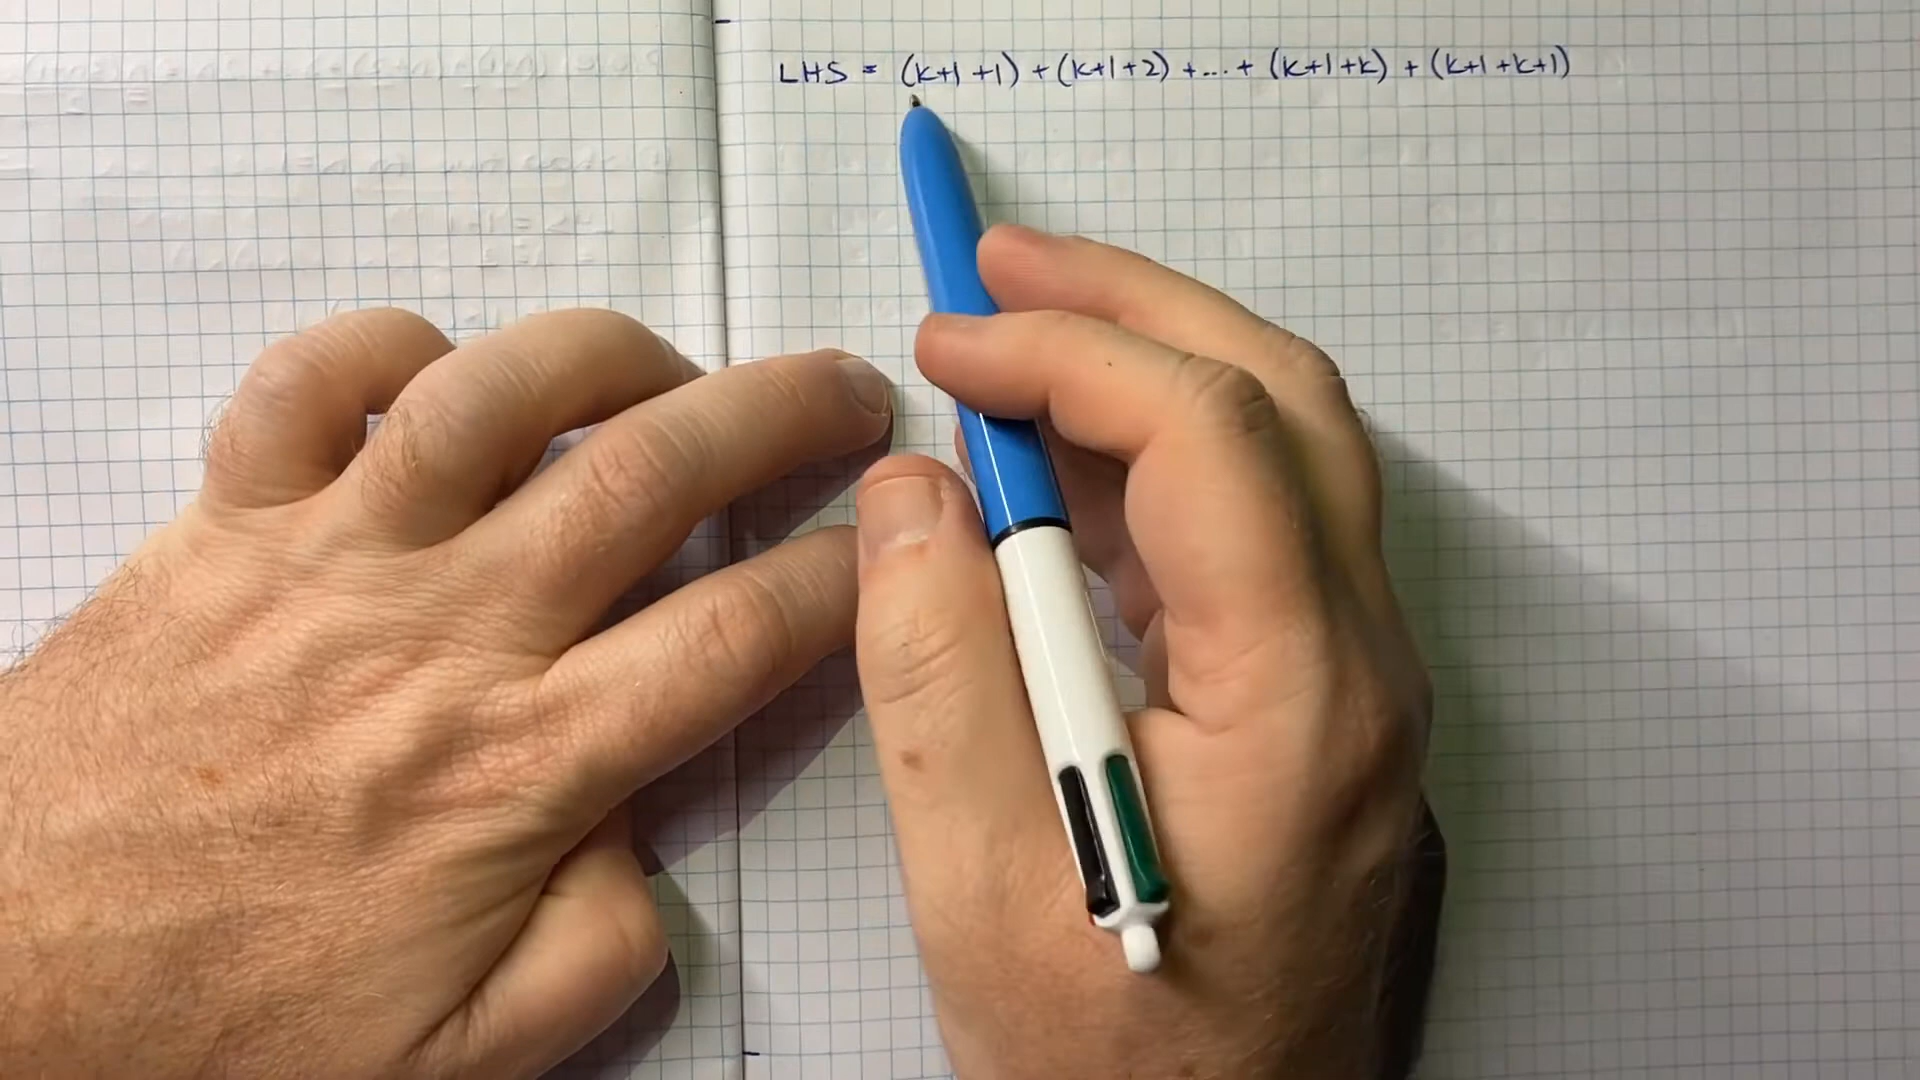 LHS = (k+1+1) + (k+1+2) + ... + (k+1+k) + (k+1+k+1)